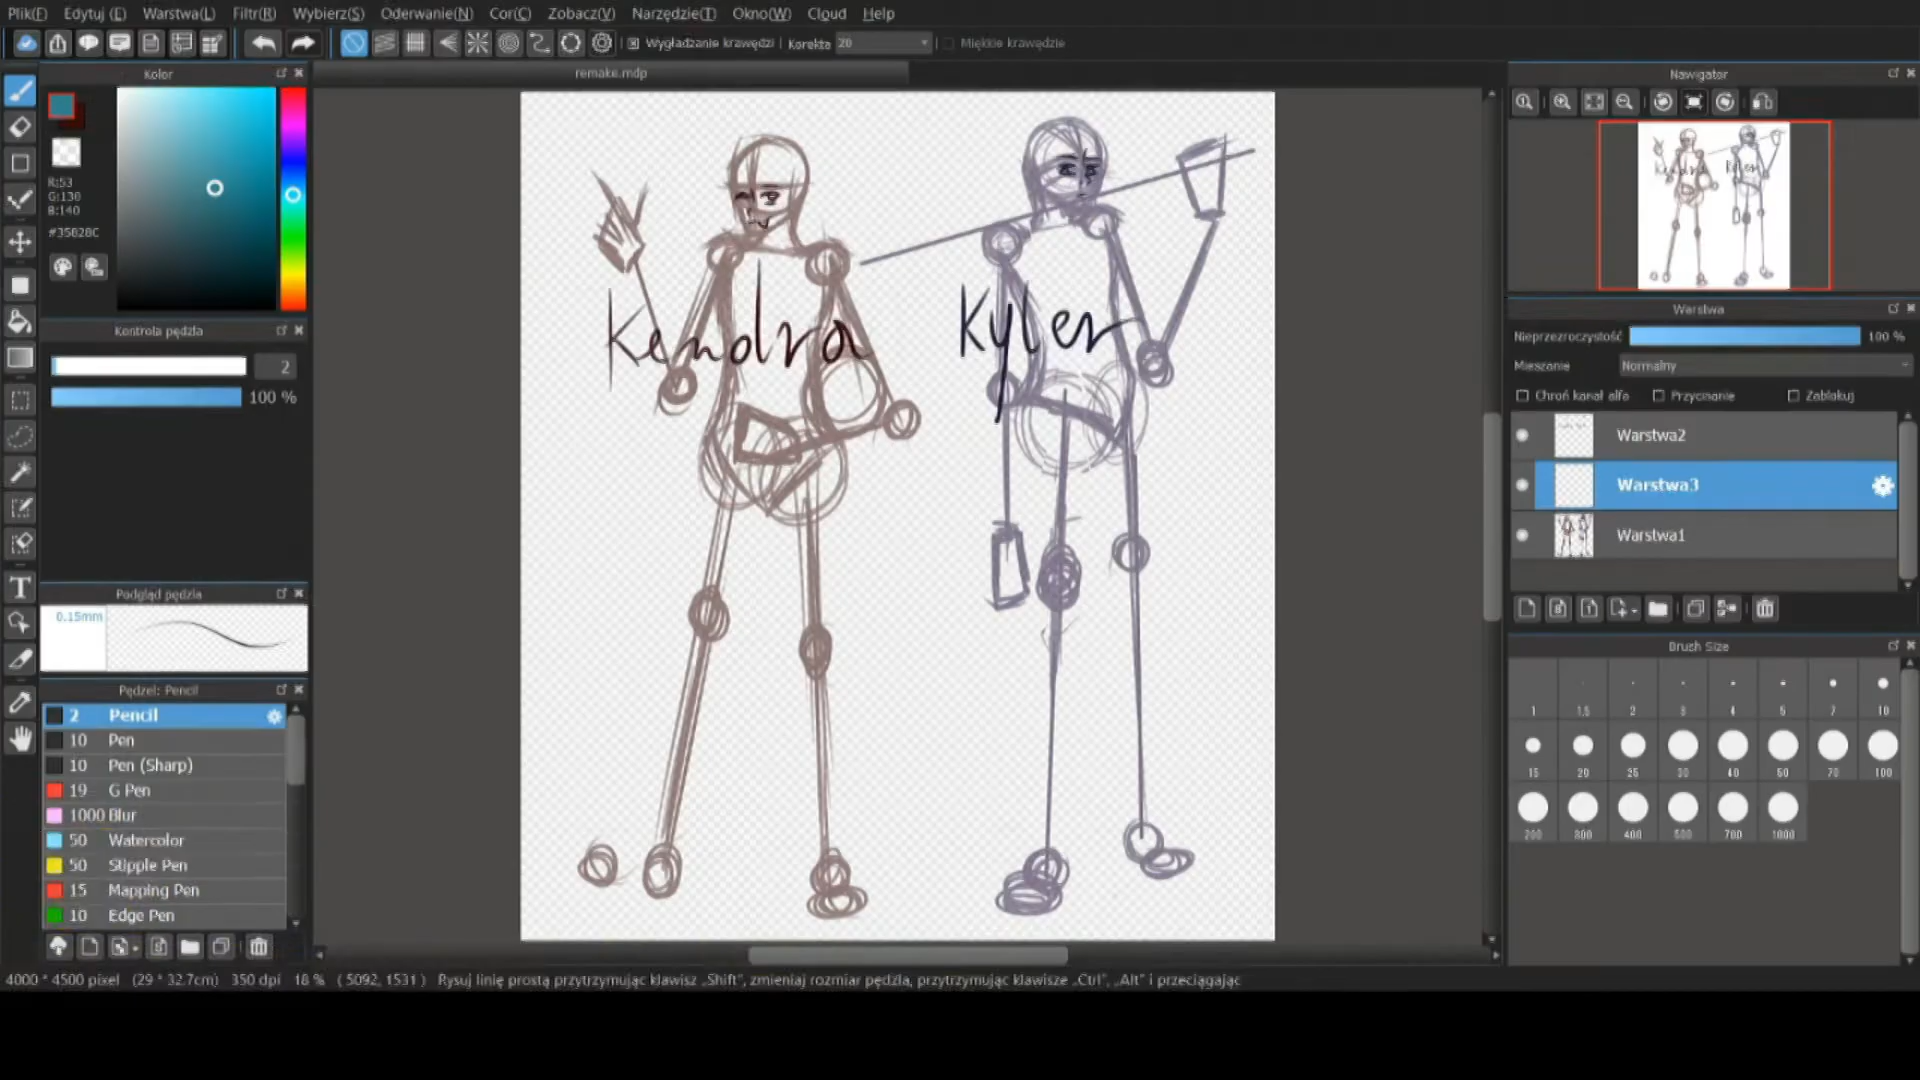 Plik(F) Edytuj (E) Warstwa(L) Filtr(R) Wybierz(S) Oderwanie(N) Cor(C) Zobacz(V) Narzędzie(T) Okno(W) Cloud Help
Wygładzanie krawędzi Korekta 20 Miękkie krawędzie
Kolor
remake.mdp
Nawigator
R:53
G:130
B:140
#35828C
Kontrola pędzla
2
100 %
Warstwa
Nieprzezroczystość 100 %
Mieszanie Normalny
Chroń kanał alfa Przycinanie Zablokuj
Warstwa2
Warstwa3
Warstwa1
Kendra
Kyler
Podgląd pędzla
0.15mm
Brush Size
1 1.5 2 3 4 5 7 10
15 20 25 30 40 50 70 100
200 300 400 500 700 1000
Pędzel: Pencil
2 Pencil
10 Pen
10 Pen (Sharp)
19 G Pen
1000 Blur
50 Watercolor
50 Stipple Pen
15 Mapping Pen
10 Edge Pen
4000 * 4500 pixel (29 * 32.7cm) 350 dpi 18 % ( 5092, 1531 ) Rysuj linię prostą przytrzymując klawisz „Shift", zmieniaj rozmiar pędzla, przytrzymując klawisze „Ctrl", „Alt" i przeciągając